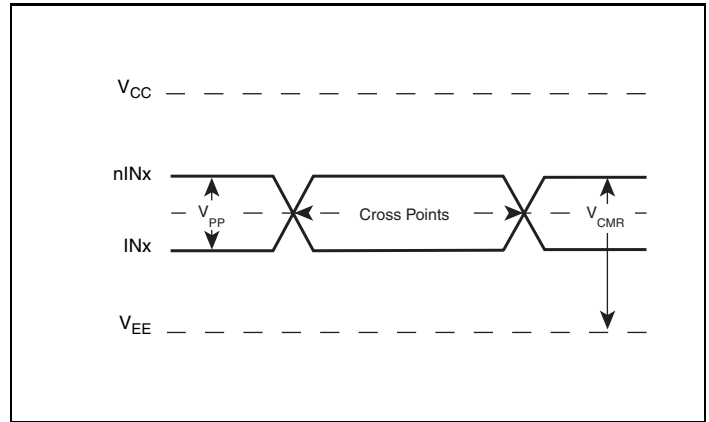 VCC
nINx
VPP
Cross Points
VCMR
INx
VEE